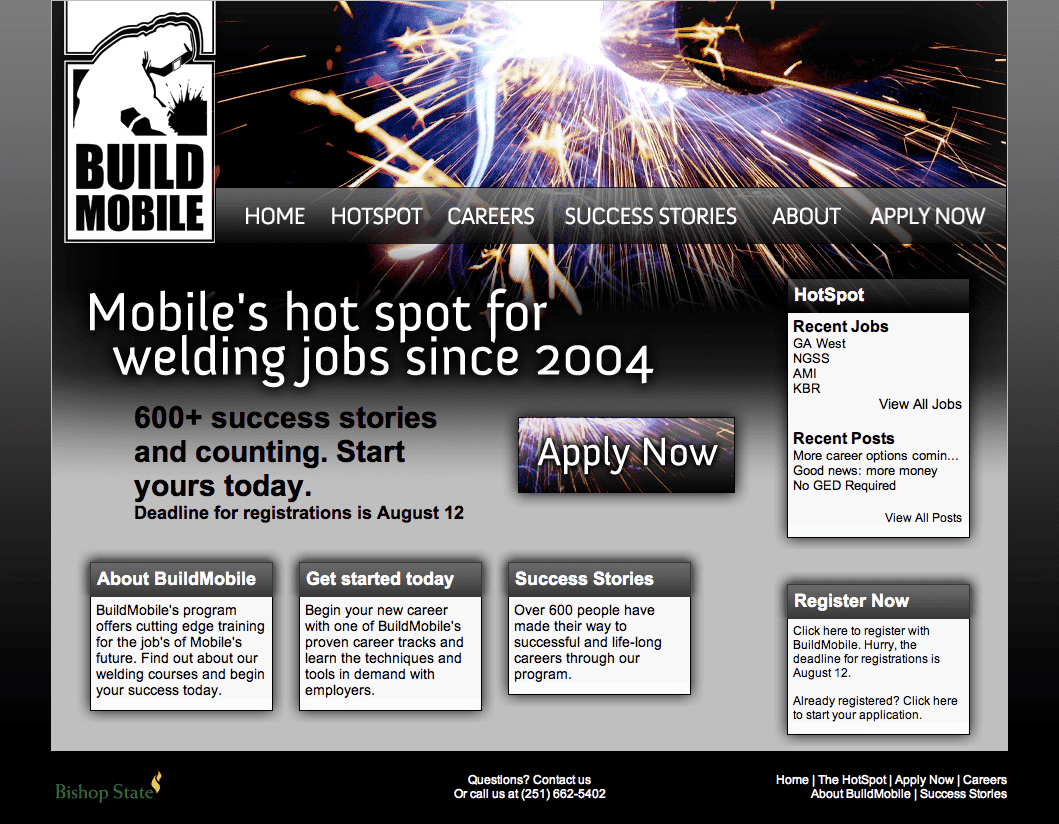 BUILD
MOBILE
HOME HOTSPOT CAREERS SUCCESS STORIES ABOUT APPLY NOW
Mobile's hot spot for
welding jobs since 2004
600+ success stories
and counting. Start
yours today.
Deadline for registrations is August 12
Apply Now
HotSpot
Recent Jobs
GA West
NGSS
AMI
KBR
View All Jobs
Recent Posts
More career options comin...
Good news: more money
No GED Required
View All Posts
About BuildMobile
BuildMobile's program
offers cutting edge training
for the job's of Mobile's
future. Find out about our
welding courses and begin
your success today.
Get started today
Begin your new career
with one of BuildMobile's
proven career tracks and
learn the techniques and
tools in demand with
employers.
Success Stories
Over 600 people have
made their way to
successful and life-long
careers through our
program.
Register Now
Click here to register with
BuildMobile. Hurry, the
deadline for registrations is
August 12.
Already registered? Click here
to start your application.
Bishop State
Questions? Contact us
Or call us at (251) 662-5402
Home | The HotSpot | Apply Now | Careers
About BuildMobile | Success Stories